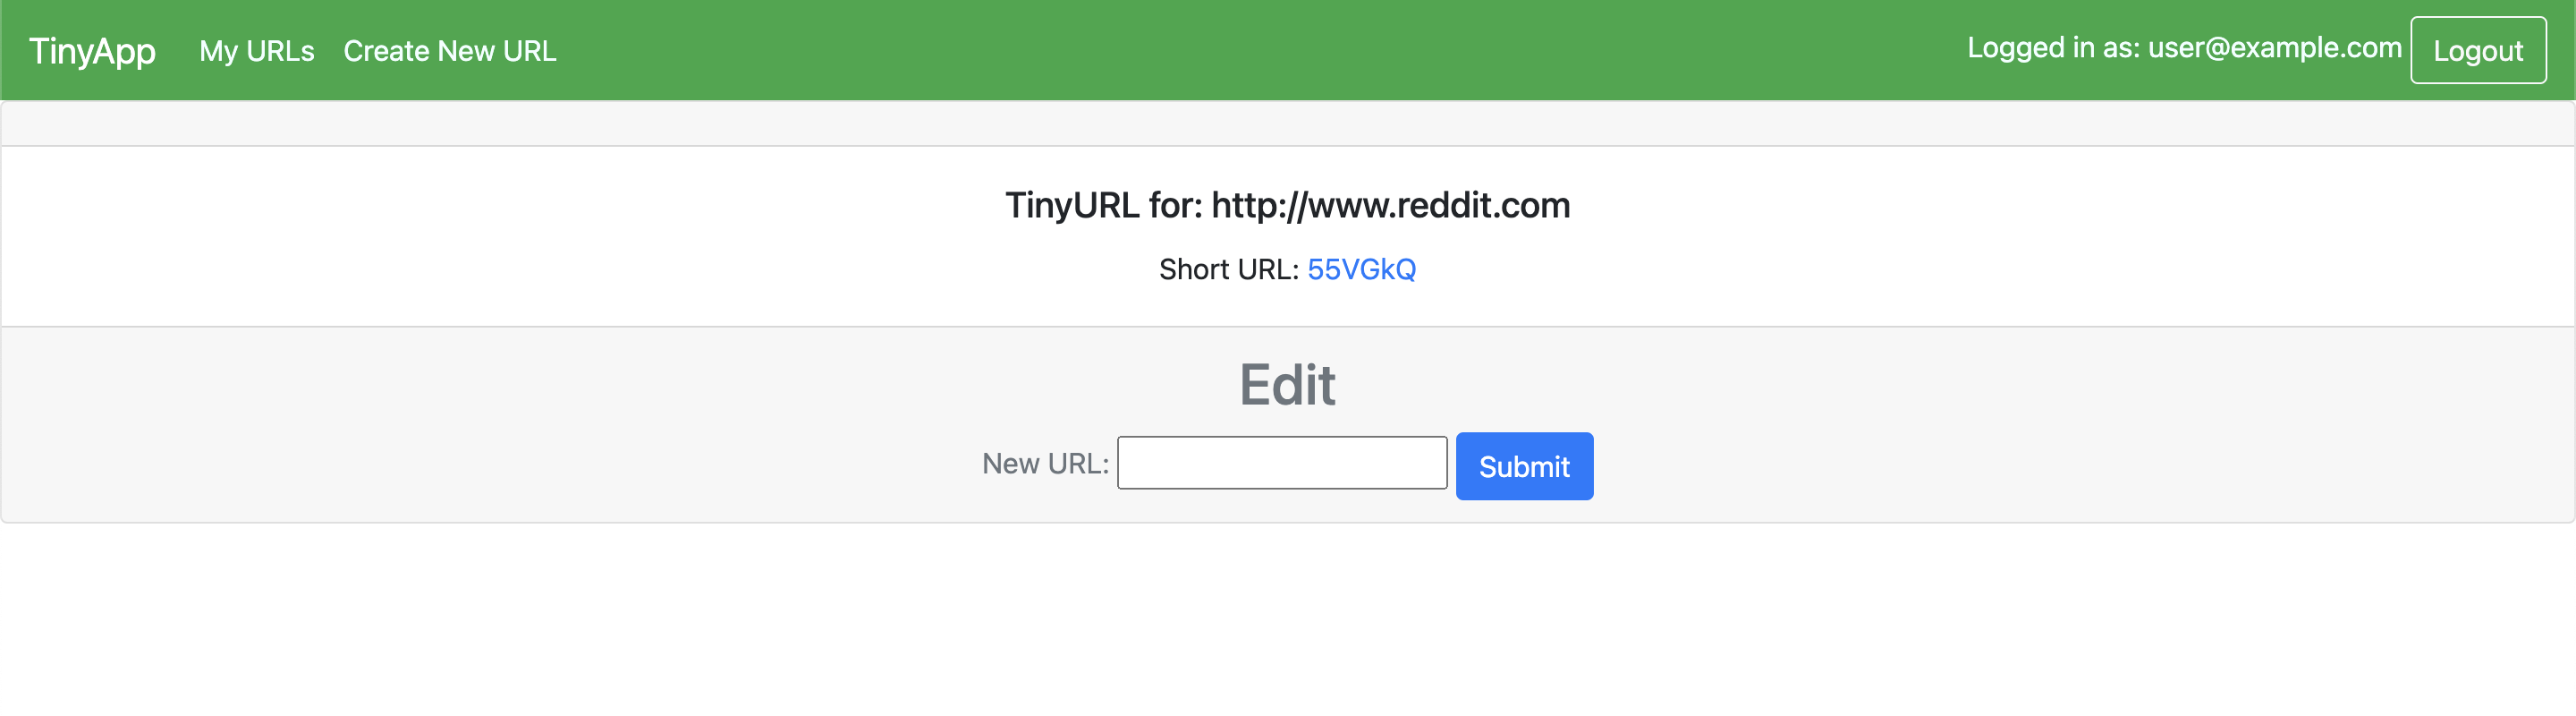 TinyApp My URLs Create New URL Logged in as: user@example.com Logout
TinyURL for: http://www.reddit.com
Short URL: 55VGkQ
Edit
New URL: Submit